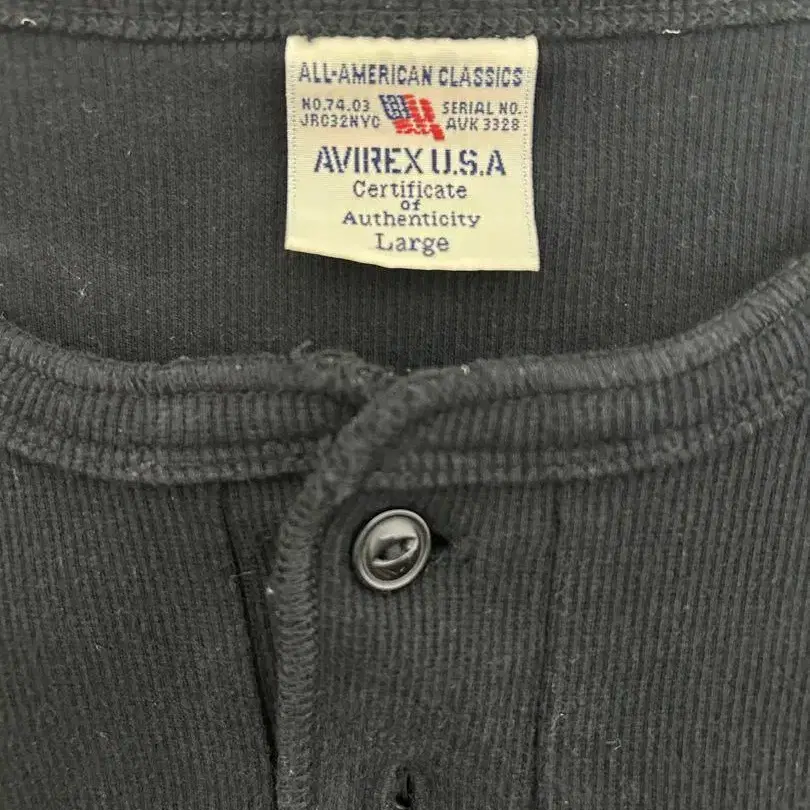 ALL-AMERICAN CLASSICS
NO.74.03 SERIAL NO.
JRC32NYC AVK 3328
AVIREX U.S.A
Certificate
of
Authenticity
Large